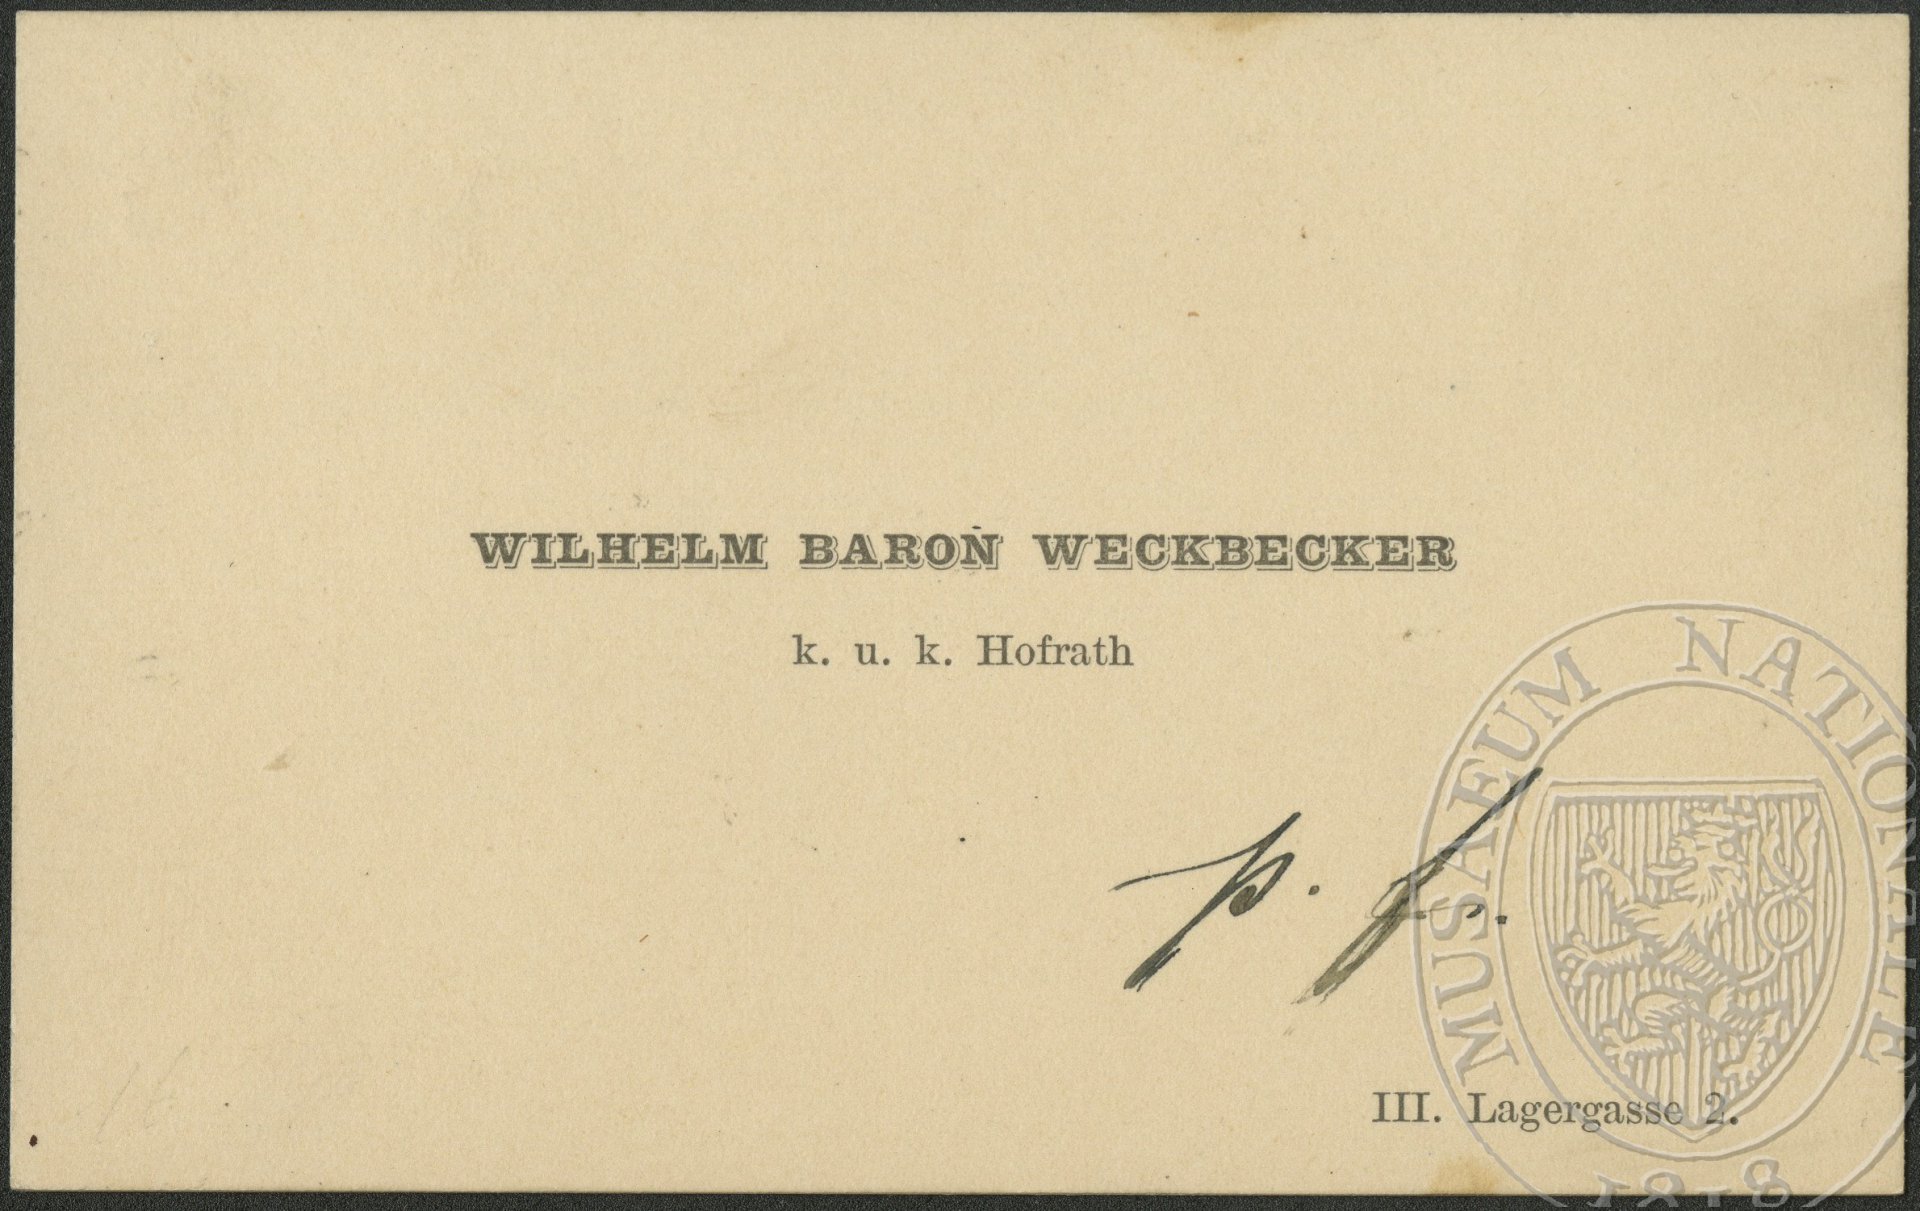 WILHELM BARON WECKBECKER
k. u. k. Hofrath
p. f.
III. Lagergasse 2.
MUSAEUM NATIONALE
1818